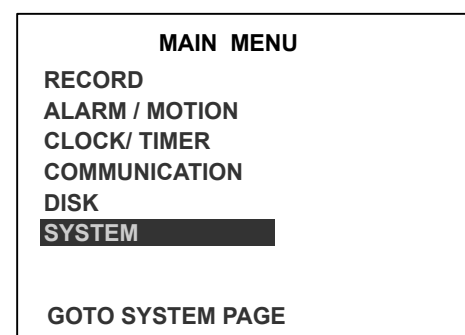 MAIN MENU
RECORD
ALARM / MOTION
CLOCK/ TIMER
COMMUNICATION
DISK
SYSTEM
GOTO SYSTEM PAGE